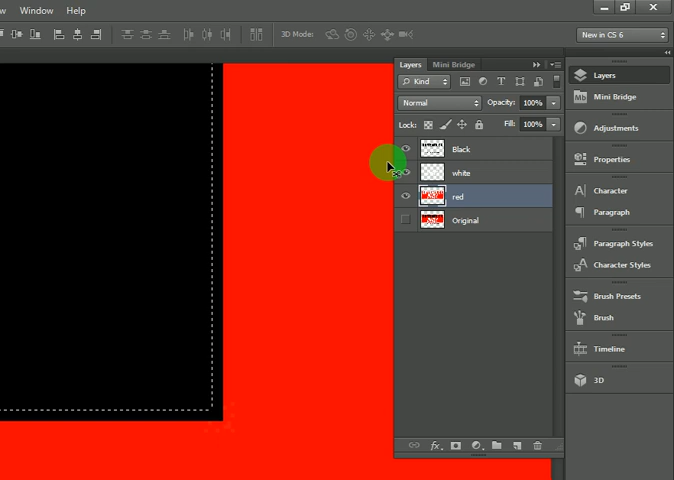 w Window Help
3D Mode: New in CS 6
Layers Mini Bridge
Kind
Normal Opacity: 100%
Lock: Fill: 100%
Black
white
red
Original
fx
Layers
Mb Mini Bridge
Adjustments
Properties
A Character
Paragraph
Paragraph Styles
A Character Styles
Brush Presets
Brush
Timeline
3D